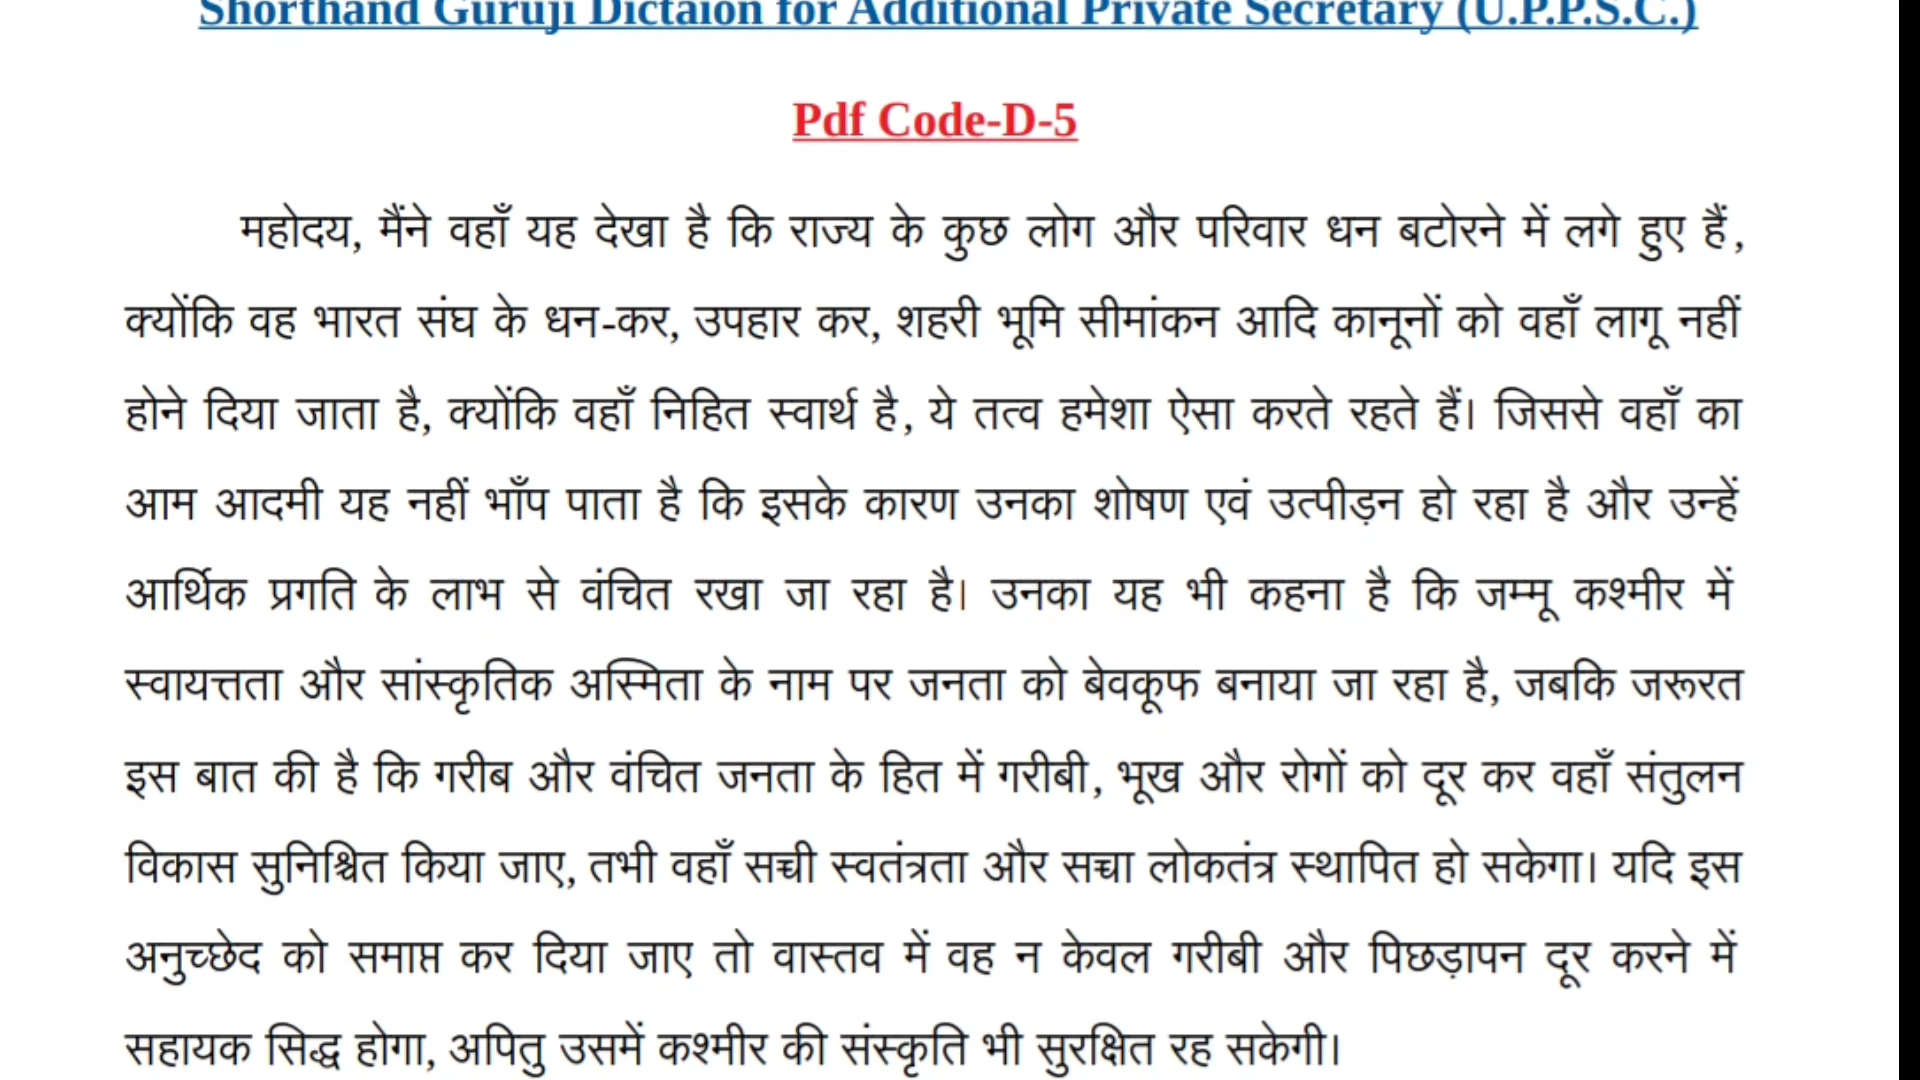 Shorthand Guruji Dictaion for Additional Private Secretary (U.P.P.S.C.)
Pdf Code-D-5
महोदय, मैंने वहाँ यह देखा है कि राज्य के कुछ लोग और परिवार धन बटोरने में लगे हुए हैं,
क्योंकि वह भारत संघ के धन-कर, उपहार कर, शहरी भूमि सीमांकन आदि कानूनों को वहाँ लागू नहीं
होने दिया जाता है, क्योंकि वहाँ निहित स्वार्थ है, ये तत्व हमेशा ऐसा करते रहते हैं। जिससे वहाँ का
आम आदमी यह नहीं भाँप पाता है कि इसके कारण उनका शोषण एवं उत्पीड़न हो रहा है और उन्हें
आर्थिक प्रगति के लाभ से वंचित रखा जा रहा है। उनका यह भी कहना है कि जम्मू कश्मीर में
स्वायत्तता और सांस्कृतिक अस्मिता के नाम पर जनता को बेवकूफ बनाया जा रहा है, जबकि जरूरत
इस बात की है कि गरीब और वंचित जनता के हित में गरीबी, भूख और रोगों को दूर कर वहाँ संतुलन
विकास सुनिश्चित किया जाए, तभी वहाँ सच्ची स्वतंत्रता और सच्चा लोकतंत्र स्थापित हो सकेगा। यदि इस
अनुच्छेद को समाप्त कर दिया जाए तो वास्तव में वह न केवल गरीबी और पिछड़ापन दूर करने में
सहायक सिद्ध होगा, अपितु उसमें कश्मीर की संस्कृति भी सुरक्षित रह सकेगी।